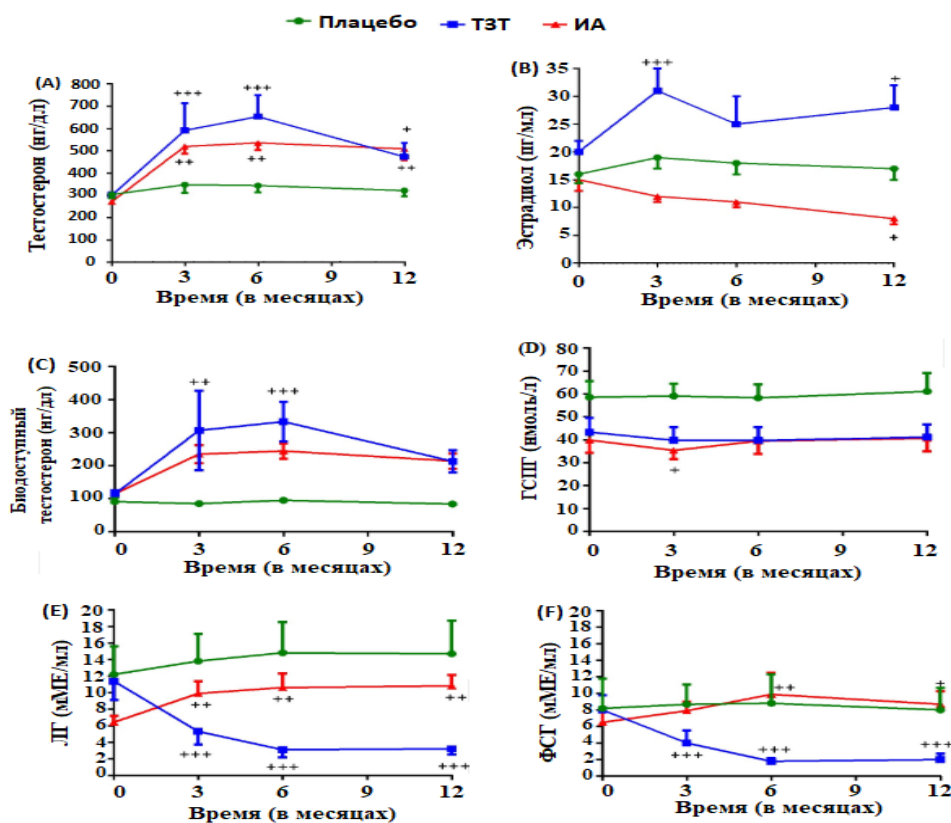 Плацебо ТЗТ ИА
(A)
Тестостерон (нг/дл)
800
700
600
500
400
300
200
100
0
+++ +++ +
++ ++ ++
0 3 6 9 12
Время (в месяцах)
(B)
Эстрадиол (пг/мл)
35
30
25
20
15
10
5
0
+++ +
+
0 3 6 9 12
Время (в месяцах)
(C)
Биодоступный
тестостерон (нг/дл)
500
400
300
200
100
0
++ +++
0 3 6 9 12
Время (в месяцах)
(D)
ГСПГ (нмоль/л)
80
70
60
50
40
30
20
10
0
+
0 3 6 9 12
Время (в месяцах)
(E)
ЛГ (мМЕ/мл)
20
18
16
14
12
10
8
6
4
2
0
++ ++ ++
+++ +++ +++
0 3 6 9 12
Время (в месяцах)
(F)
ФСГ (мМЕ/мл)
20
18
16
14
12
10
8
6
4
2
0
++ +
+++ +++ +++
0 3 6 9 12
Время (в месяцах)